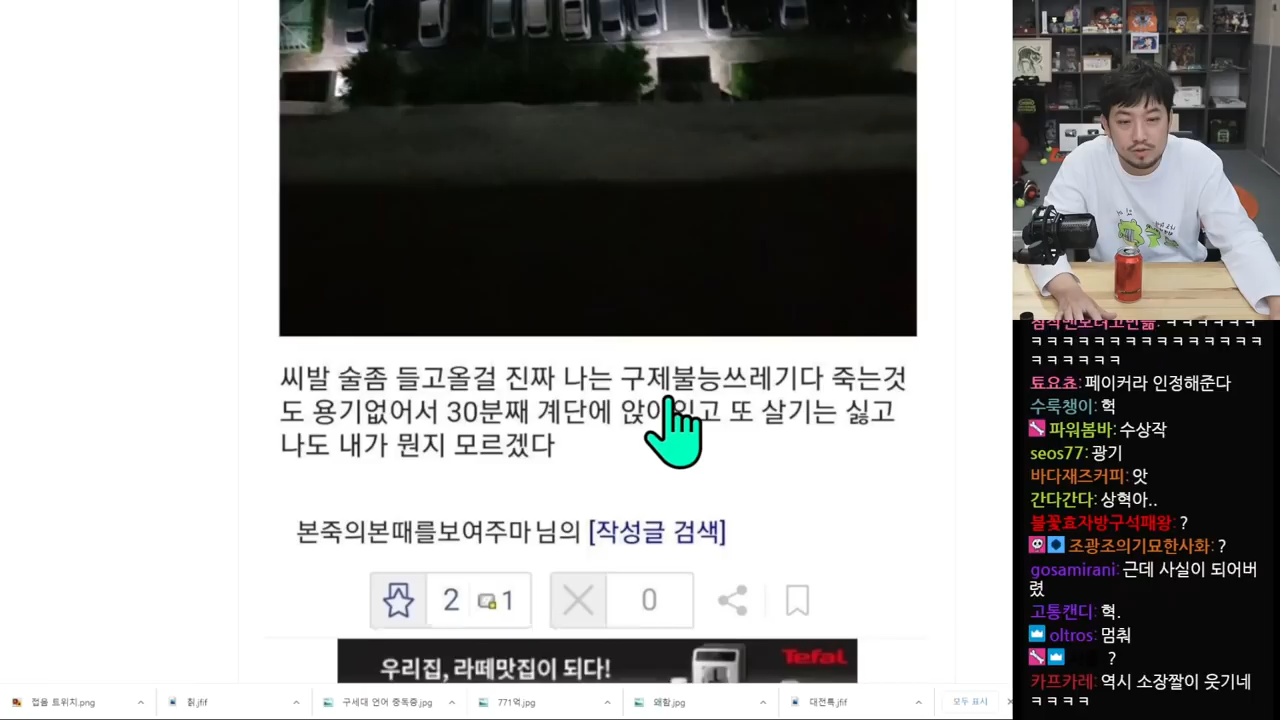 씨발 술좀 들고올걸 진짜 나는 구제불능쓰레기다 죽는것
도 용기없어서 30분째 계단에 앉아있고 또 살기는 싫고
나도 내가 뭔지 모르겠다
본죽의본때를보여주마 님의 [작성글 검색]
2 1 0
우리집, 라떼맛집이 되다!
Tefal
접음 트위치.png
칡.jfif
구세대 언어 중독증.jpg
771억.jpg
왜함.jpg
대전특.jfif
모두 표시
ㅋㅋㅋㅋㅋㅋㅋㅋㅋㅋㅋㅋㅋㅋ
ㅋㅋㅋㅋㅋㅋ
툐요쵸: 페이커라 인정해준다
수룩챙이: 헉
파워봄바: 수상작
seos77: 광기
바다재즈커피: 앗
간다간다: 상혁아..
불꽃효자방구석패왕: ?
조광조의기묘한사화: ?
gosamirani: 근데 사실이 되어버
렸
고통캔디: 헉.
oltros: 멈춰
?
카프카레: 역시 소장짤이 웃기네
ㅋㅋㅋㅋ